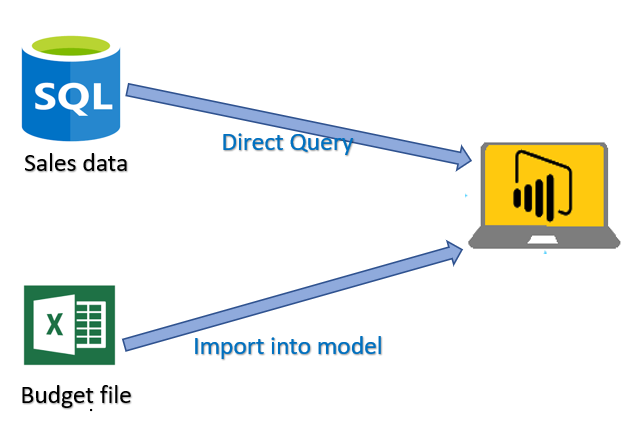 SQL
Sales data
Direct Query
X
Import into model
Budget file